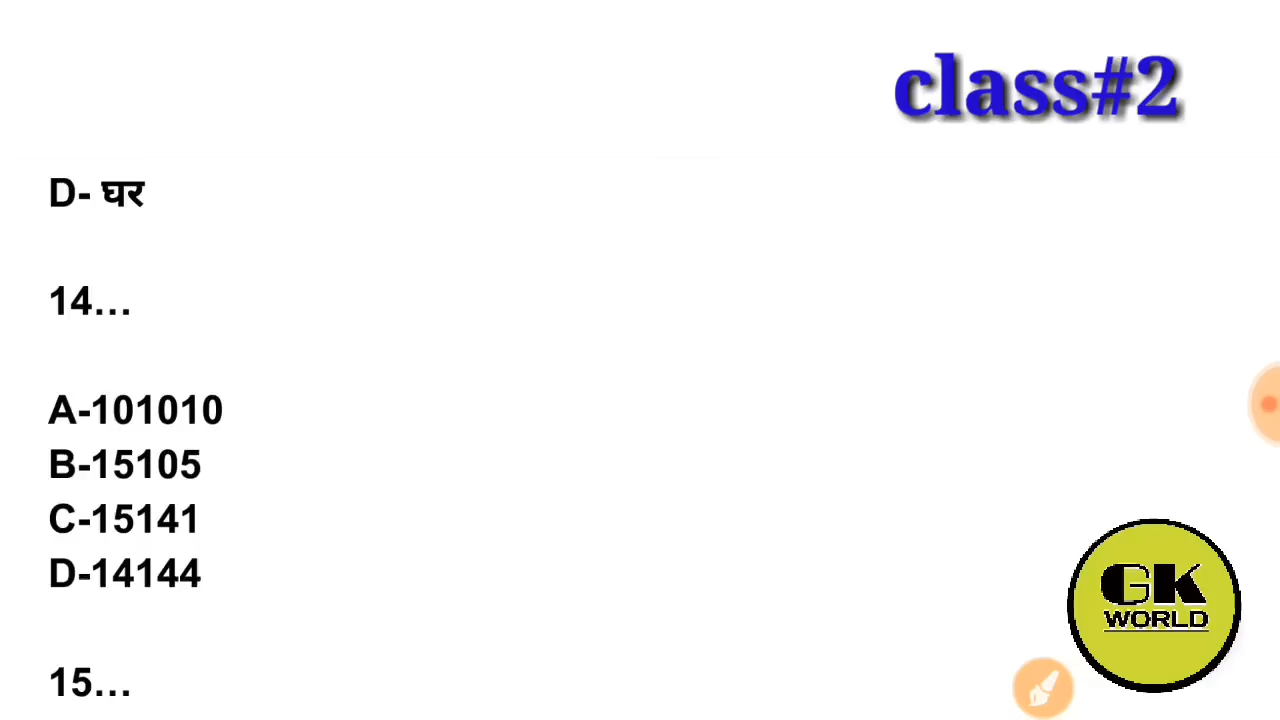 class#2
D- घर
14...
A-101010
B-15105
C-15141
D-14144
15...
GK
WORLD